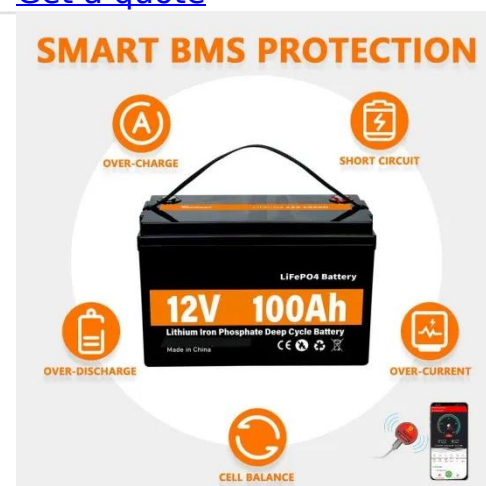 Get a quote
SMART BMS PROTECTION
A
OVER-CHARGE
SHORT CIRCUIT
LiFePO4 Battery
12V 100Ah
Lithium Iron Phosphate Deep Cycle Battery
Made in China
CE
OVER-DISCHARGE
OVER-CURRENT
CELL BALANCE